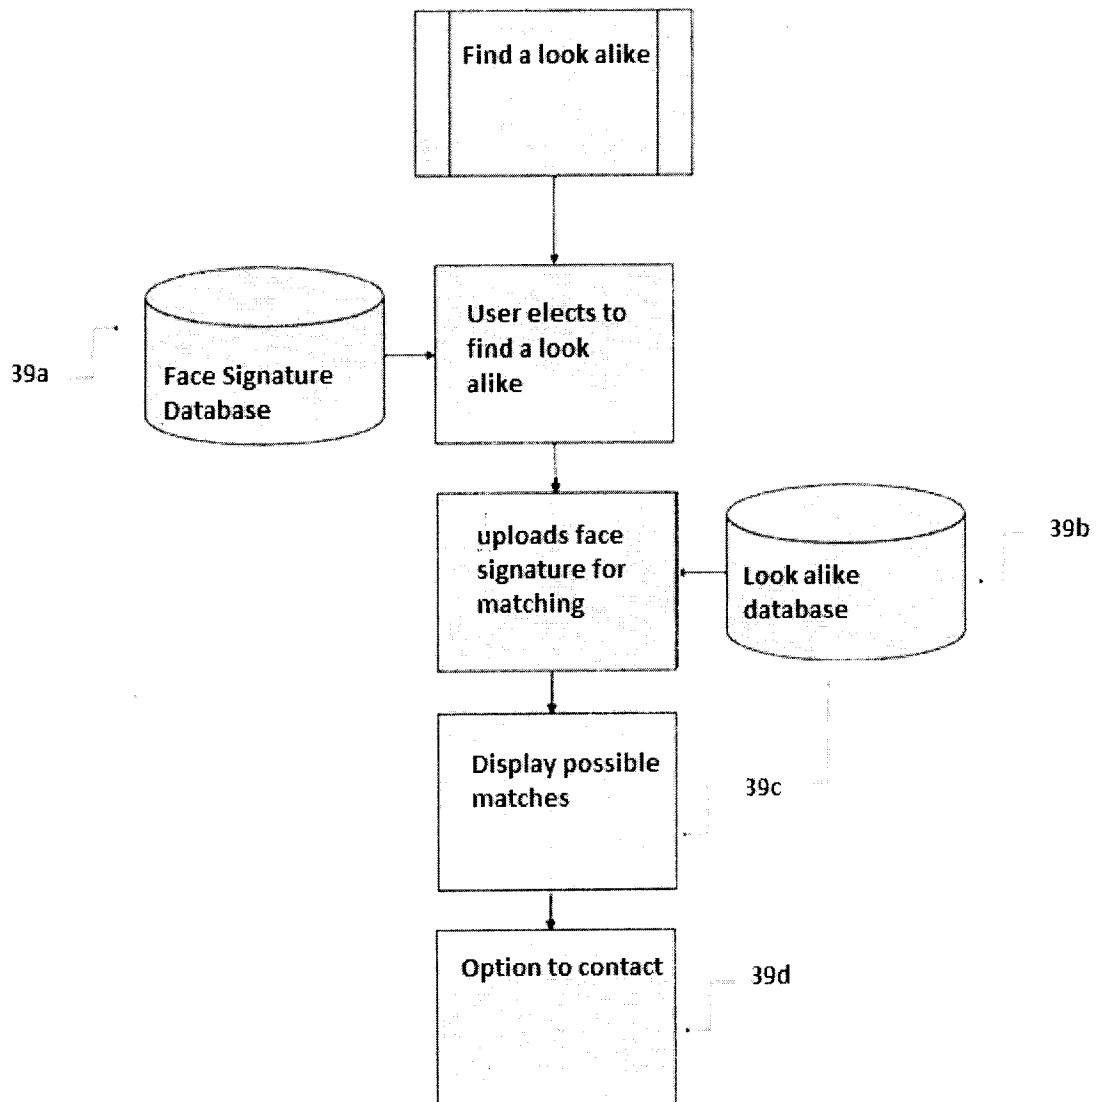 Find a look alike
User elects to
find a look
alike
39a
Face Signature
Database
uploads face
signature for
matching
39b
Look alike
database
Display possible
matches
39c
Option to contact
39d